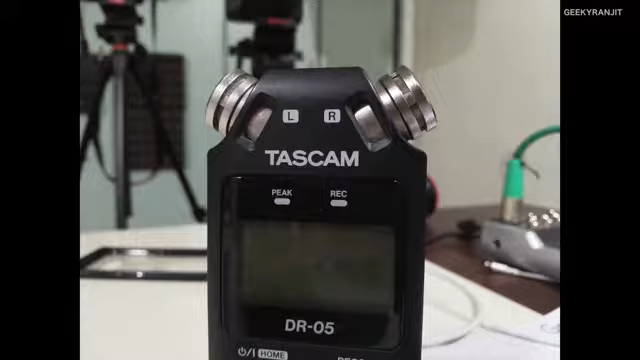 GEEKYRANJIT
L R
TASCAM
PEAK REC
DR-05
⏻/I HOME